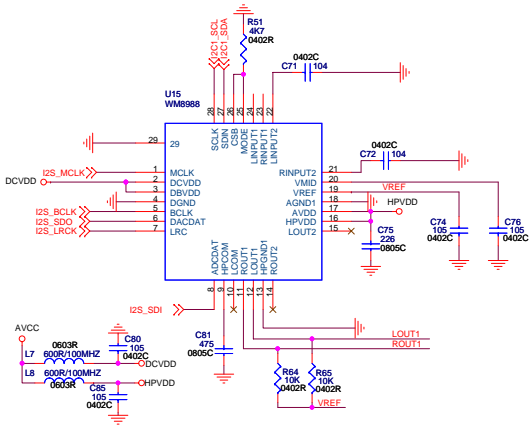 I2C1_SCL
I2C1_SDA
R51
4K7
0402R
0402C
C71 104
U15
WM8988
28 27 26 25 24 23 22
SCLK
SDIN
CSB
MODE
LINPUT1
RINPUT1
LINPUT2
29 29
0402C
C72 104
I2S_MCLK 1 MCLK
RINPUT2 21
DCVDD 2 DCVDD
VMID 20
3 DBVDD
VREF 19 VREF
4 DGND
AGND1 18
HPVDD
I2S_BCLK 5 BCLK
AVDD 17
I2S_SDO 6 DACDAT
HPVDD 16
I2S_LRCK 7 LRC
LOUT2 15
C75
226
0805C
C74
105
0402C
C76
105
0402C
ADCDAT
HPCOM
LCOM
ROUT1
LOUT1
HPGND1
ROUT2
8 9 10 11 12 13 14
I2S_SDI
AVCC
C81
475
0805C
LOUT1
ROUT1
0603R
L7 600R/100MHZ
C80
105
0402C
DCVDD
L8 600R/100MHZ
0603R
HPVDD
C85
105
0402C
R64
10K
0402R
R65
10K
0402R
VREF